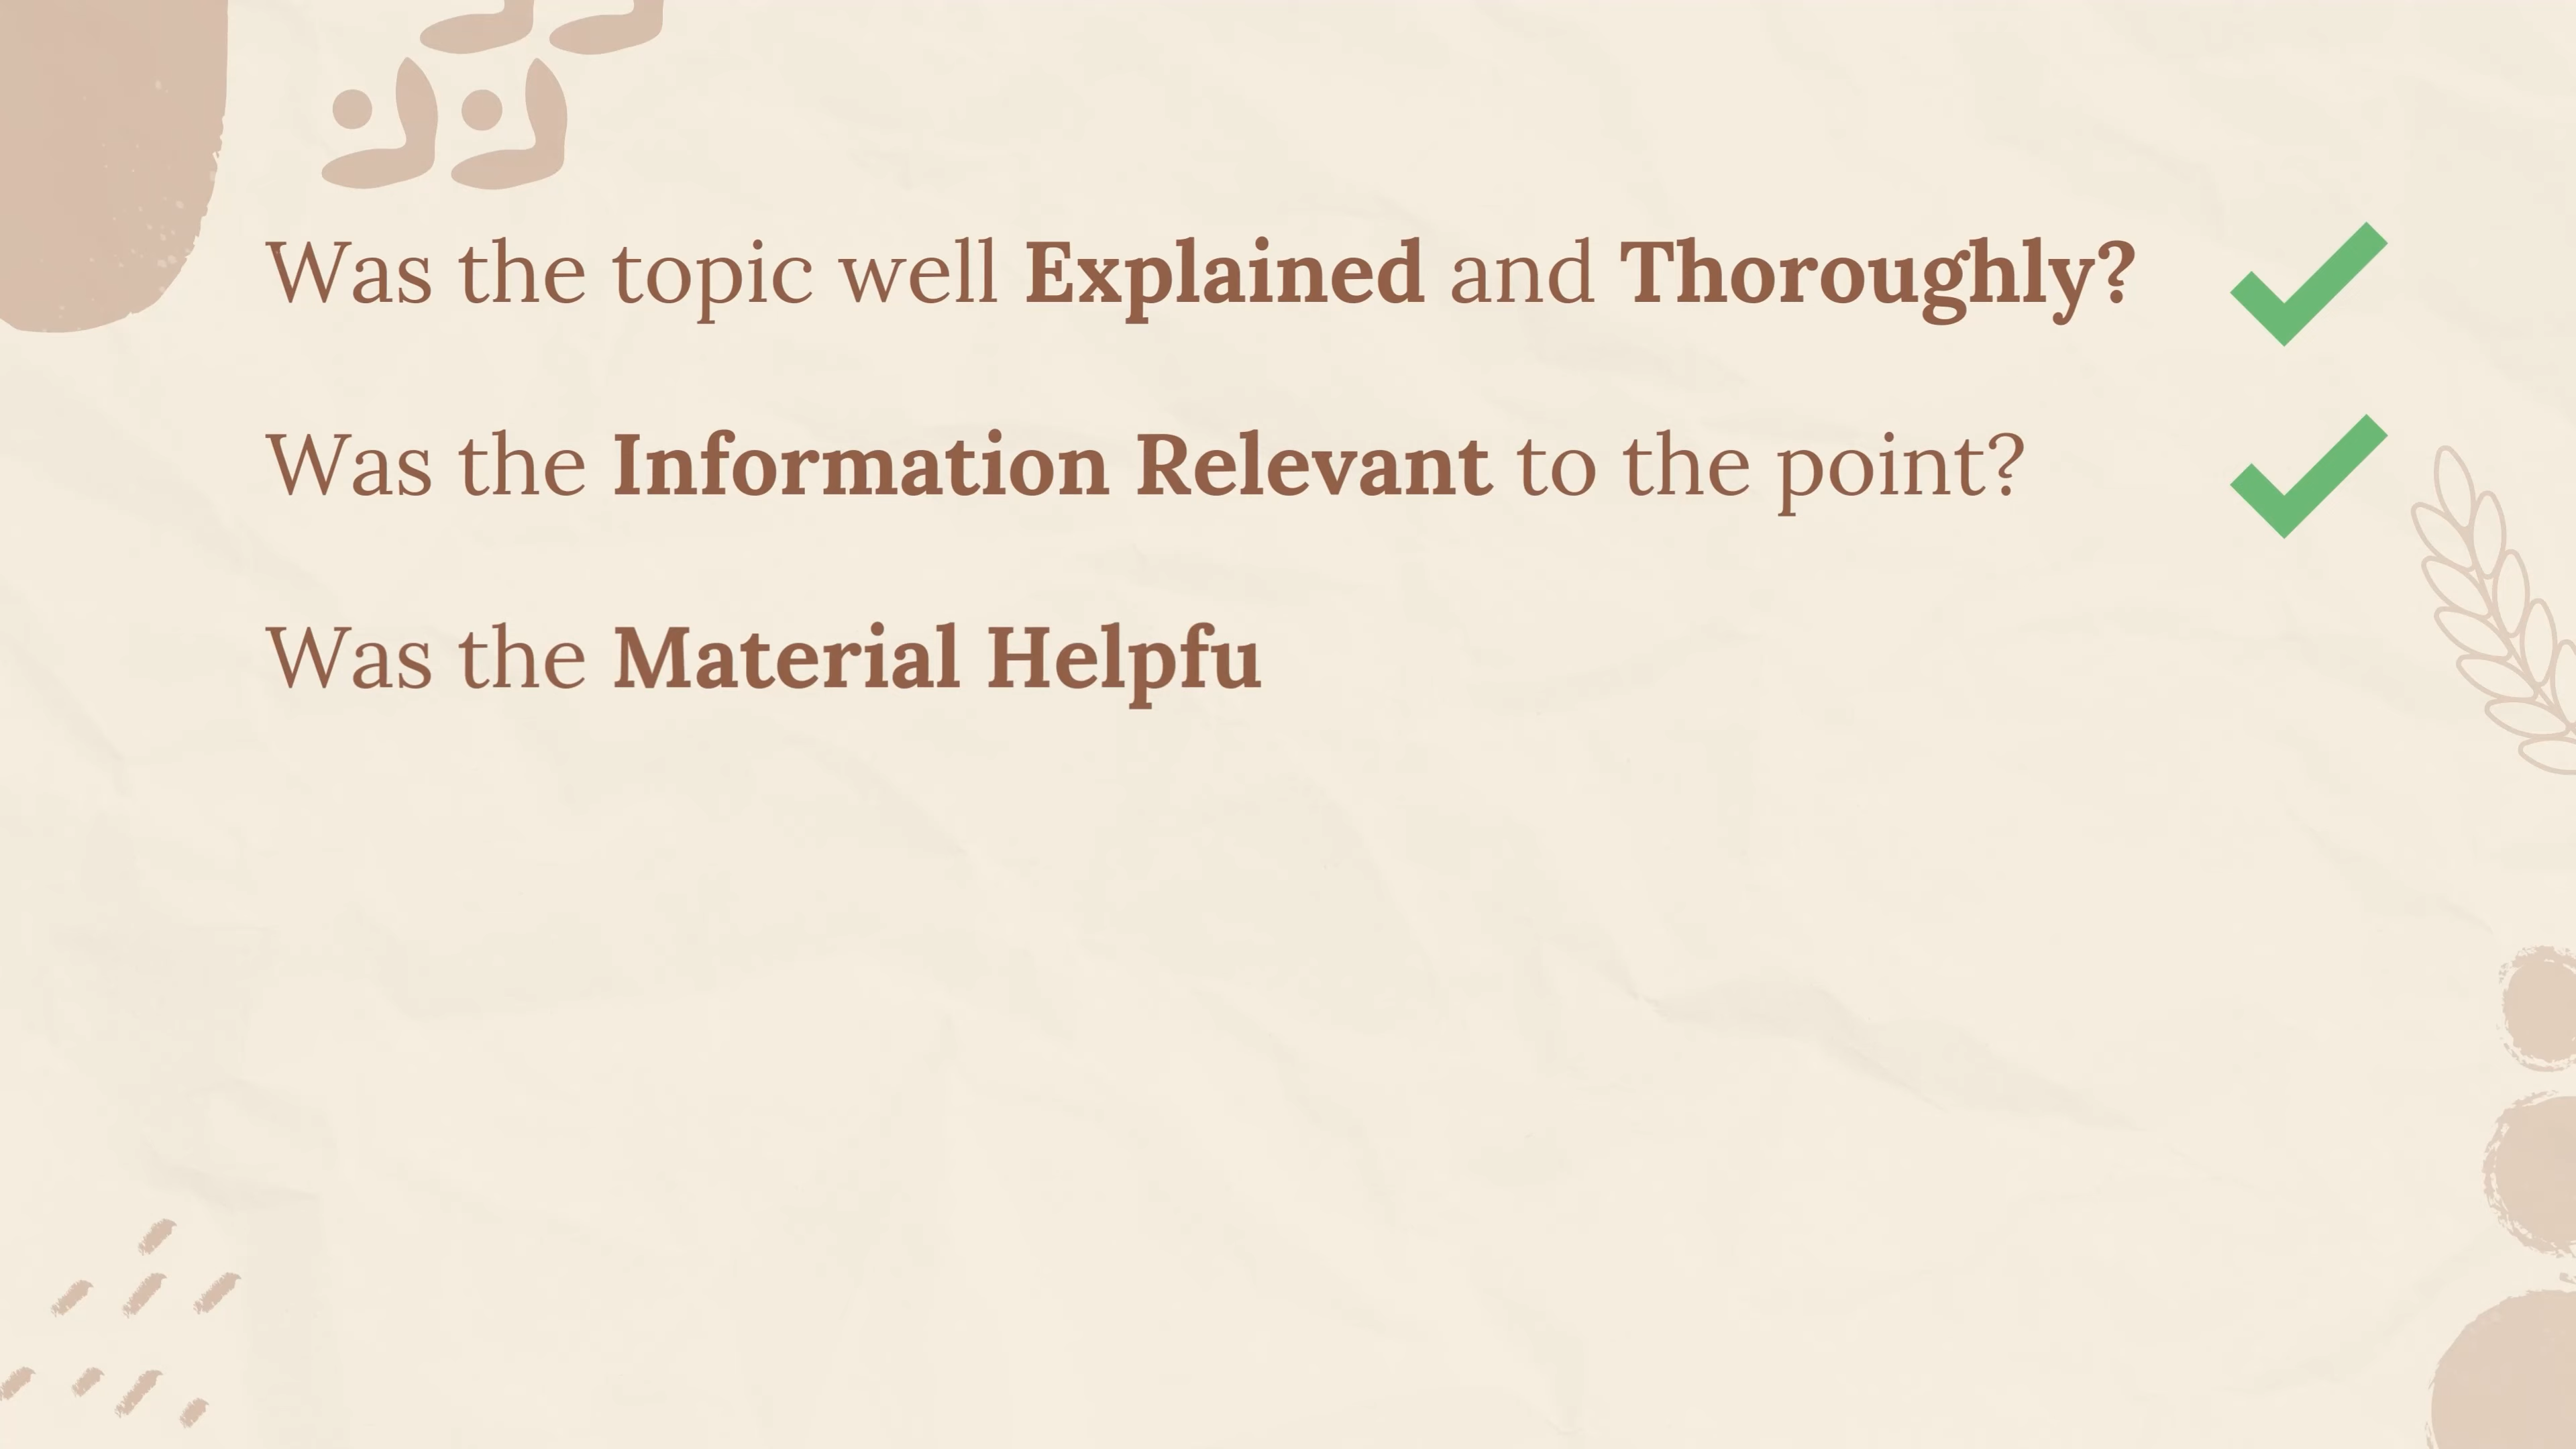 Was the topic well Explained and Thoroughly?
Was the Information Relevant to the point?
Was the Material Helpfu